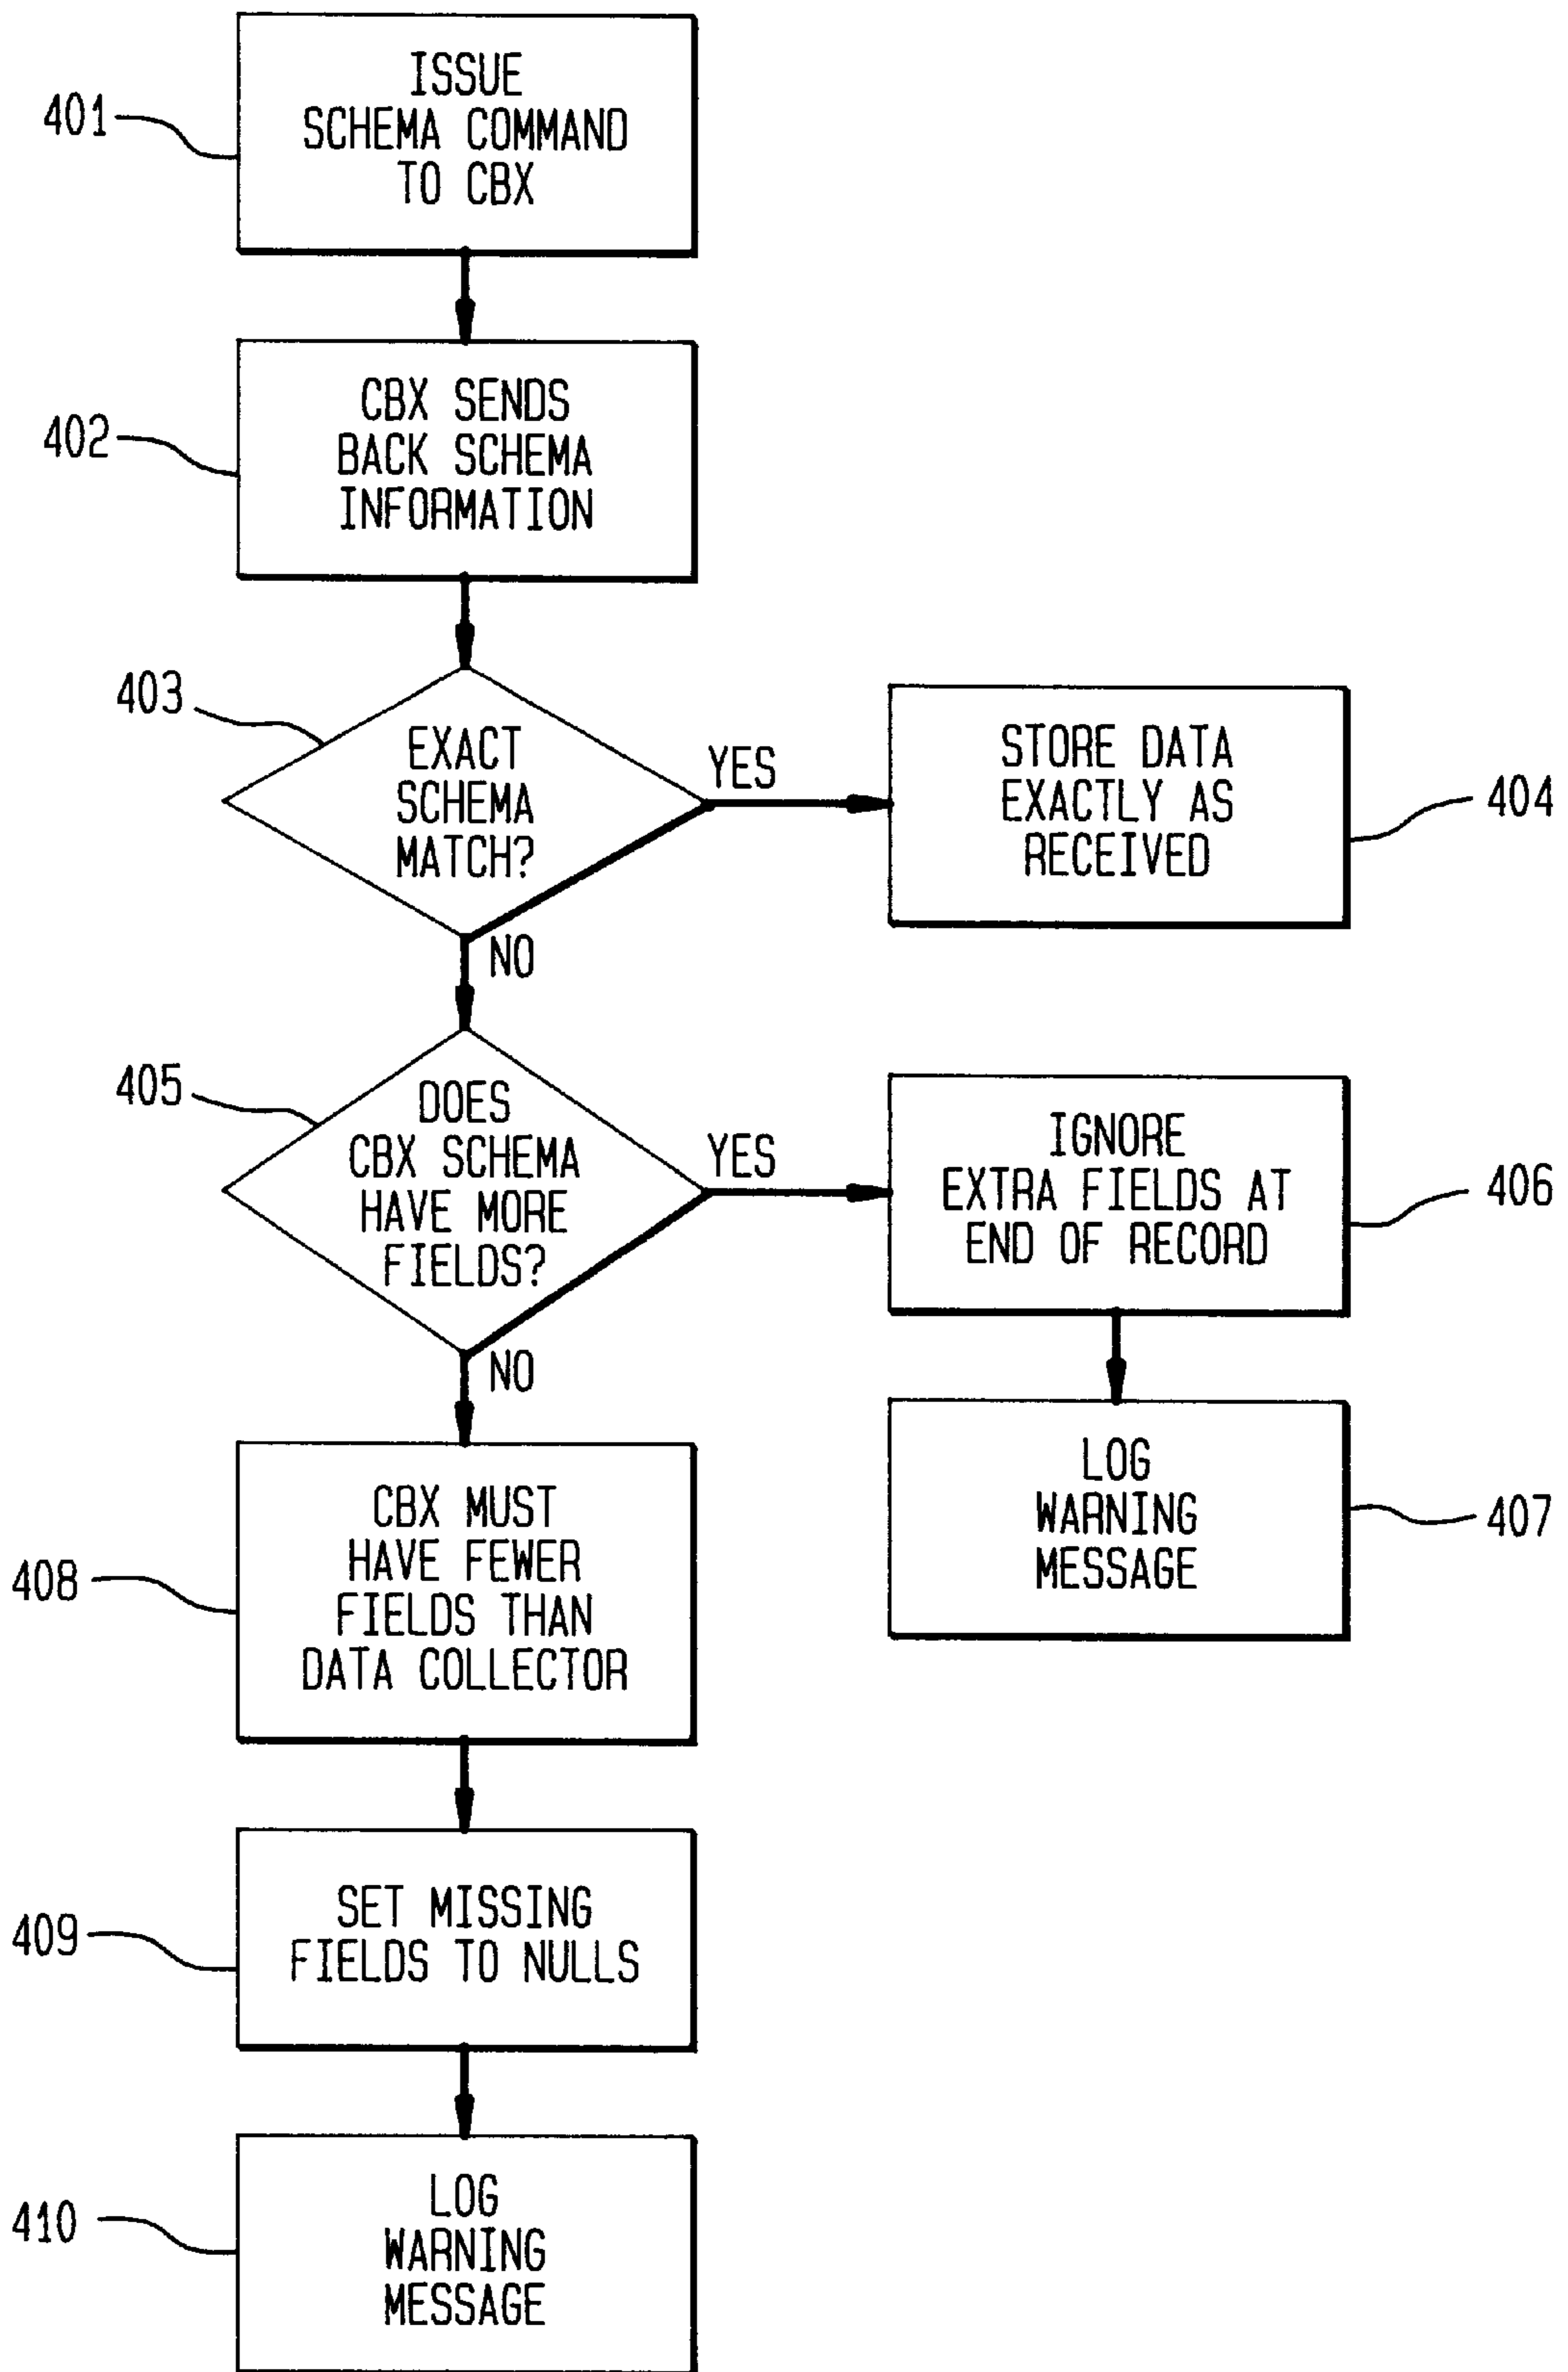 401
ISSUE
SCHEMA COMMAND
TO CBX
402
CBX SENDS
BACK SCHEMA
INFORMATION
403
EXACT
SCHEMA
MATCH?
YES
NO
STORE DATA
EXACTLY AS
RECEIVED
404
405
DOES
CBX SCHEMA
HAVE MORE
FIELDS?
YES
NO
IGNORE
EXTRA FIELDS AT
END OF RECORD
406
LOG
WARNING
MESSAGE
407
408
CBX MUST
HAVE FEWER
FIELDS THAN
DATA COLLECTOR
409
SET MISSING
FIELDS TO NULLS
410
LOG
WARNING
MESSAGE